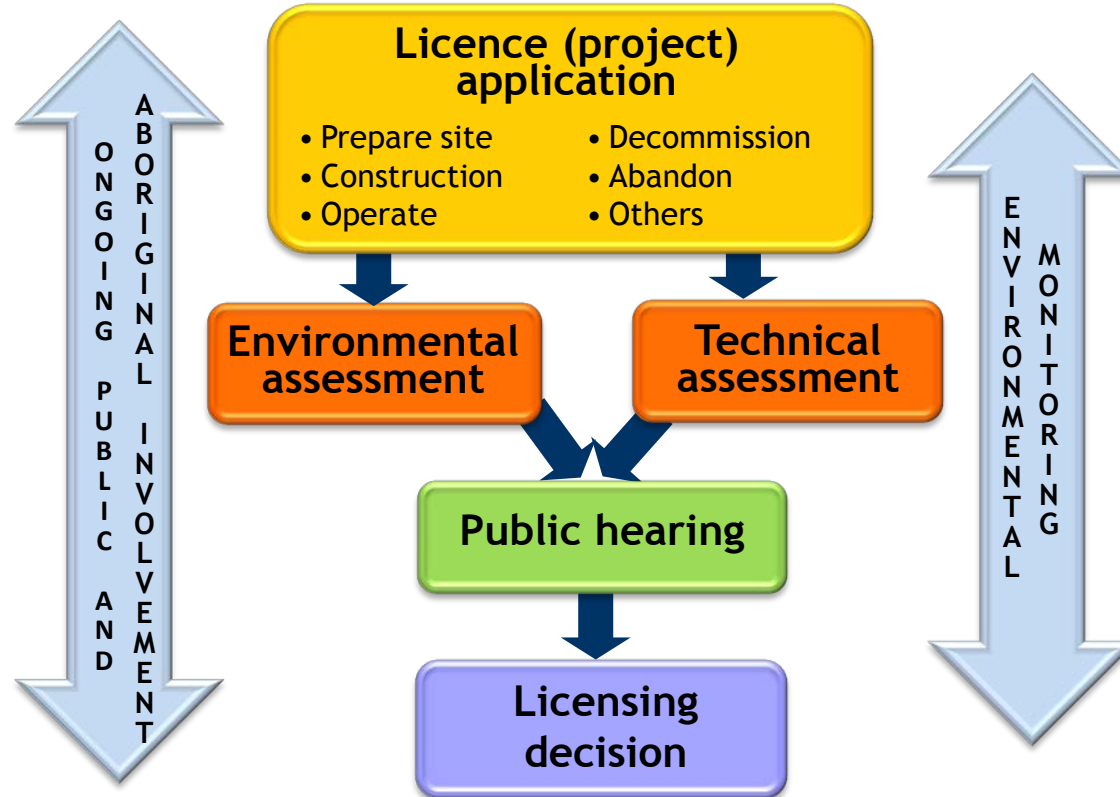 Licence (project)
application
• Prepare site
• Construction
• Operate
• Decommission
• Abandon
• Others
ONGOING PUBLIC AND
ABORIGINAL INVOLVEMENT
Environmental
assessment
Technical
assessment
Public hearing
Licensing
decision
ENVIRONMENTAL
MONITORING